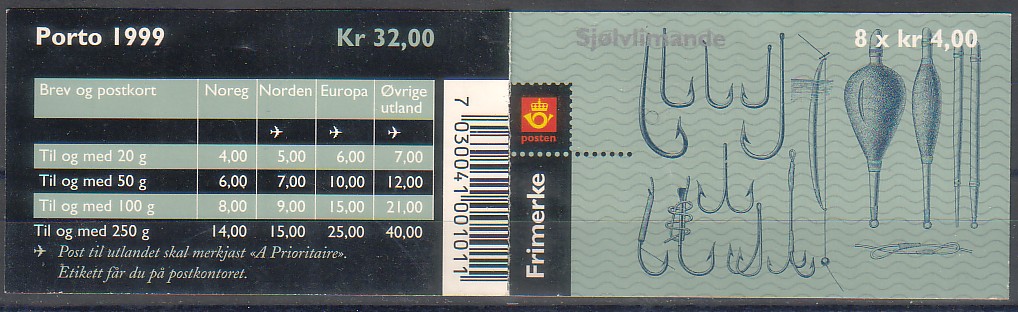 Porto 1999 Kr 32,00
Brev og postkort Noreg Norden Europa Øvrige utland
Til og med 20 g 4,00 5,00 6,00 7,00
Til og med 50 g 6,00 7,00 10,00 12,00
Til og med 100 g 8,00 9,00 15,00 21,00
Til og med 250 g 14,00 15,00 25,00 40,00
Post til utlandet skal merkjast «A Prioritaire».
Etikett får du på postkontoret.
7 030041 001011
Sjølvlimande 8 x kr 4,00
posten
Frimerke